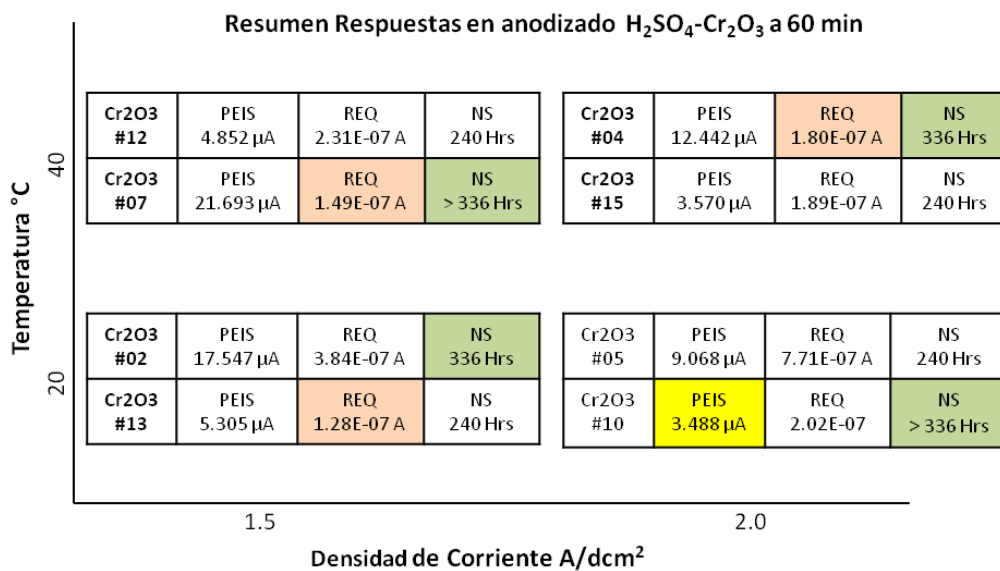 Resumen Respuestas en anodizado H₂SO₄-Cr₂O₃ a 60 min
Temperatura °C
40
Cr2O3 #12 PEIS 4.852 µA REQ 2.31E-07 A NS 240 Hrs
Cr2O3 #07 PEIS 21.693 µA REQ 1.49E-07 A NS > 336 Hrs
Cr2O3 #04 PEIS 12.442 µA REQ 1.80E-07 A NS 336 Hrs
Cr2O3 #15 PEIS 3.570 µA REQ 1.89E-07 A NS 240 Hrs
20
Cr2O3 #02 PEIS 17.547 µA REQ 3.84E-07 A NS 336 Hrs
Cr2O3 #13 PEIS 5.305 µA REQ 1.28E-07 A NS 240 Hrs
Cr2O3 #05 PEIS 9.068 µA REQ 7.71E-07 A NS 240 Hrs
Cr2O3 #10 PEIS 3.488 µA REQ 2.02E-07 NS > 336 Hrs
1.5 2.0
Densidad de Corriente A/dcm²